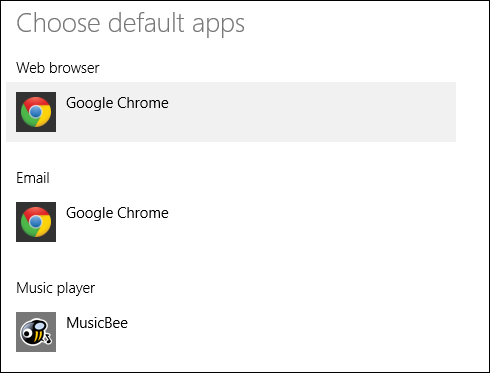 Choose default apps
Web browser
Google Chrome
Email
Google Chrome
Music player
MusicBee